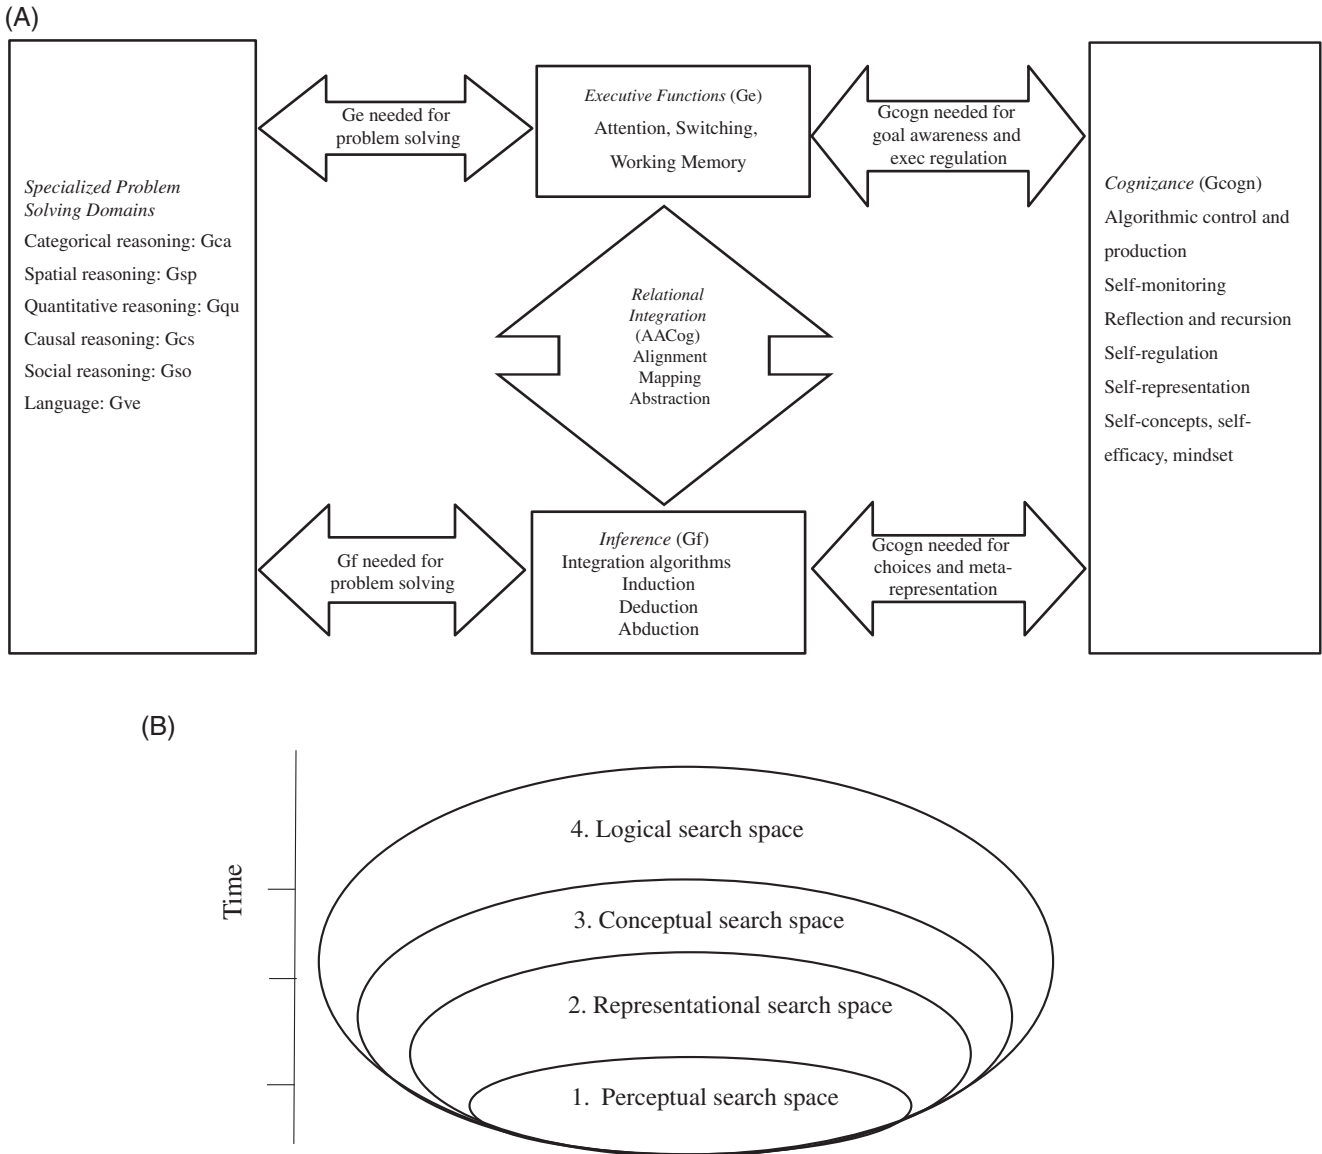 (A)
Specialized Problem
Solving Domains
Categorical reasoning: Gca
Spatial reasoning: Gsp
Quantitative reasoning: Gqu
Causal reasoning: Gcs
Social reasoning: Gso
Language: Gve
Ge needed for
problem solving
Executive Functions (Ge)
Attention, Switching,
Working Memory
Gcogn needed for
goal awareness and
exec regulation
Relational
Integration
(AACog)
Alignment
Mapping
Abstraction
Gf needed for
problem solving
Inference (Gf)
Integration algorithms
Induction
Deduction
Abduction
Gcogn needed for
choices and meta-
representation
Cognizance (Gcogn)
Algorithmic control and
production
Self-monitoring
Reflection and recursion
Self-regulation
Self-representation
Self-concepts, self-
efficacy, mindset
(B)
Time
4. Logical search space
3. Conceptual search space
2. Representational search space
1. Perceptual search space